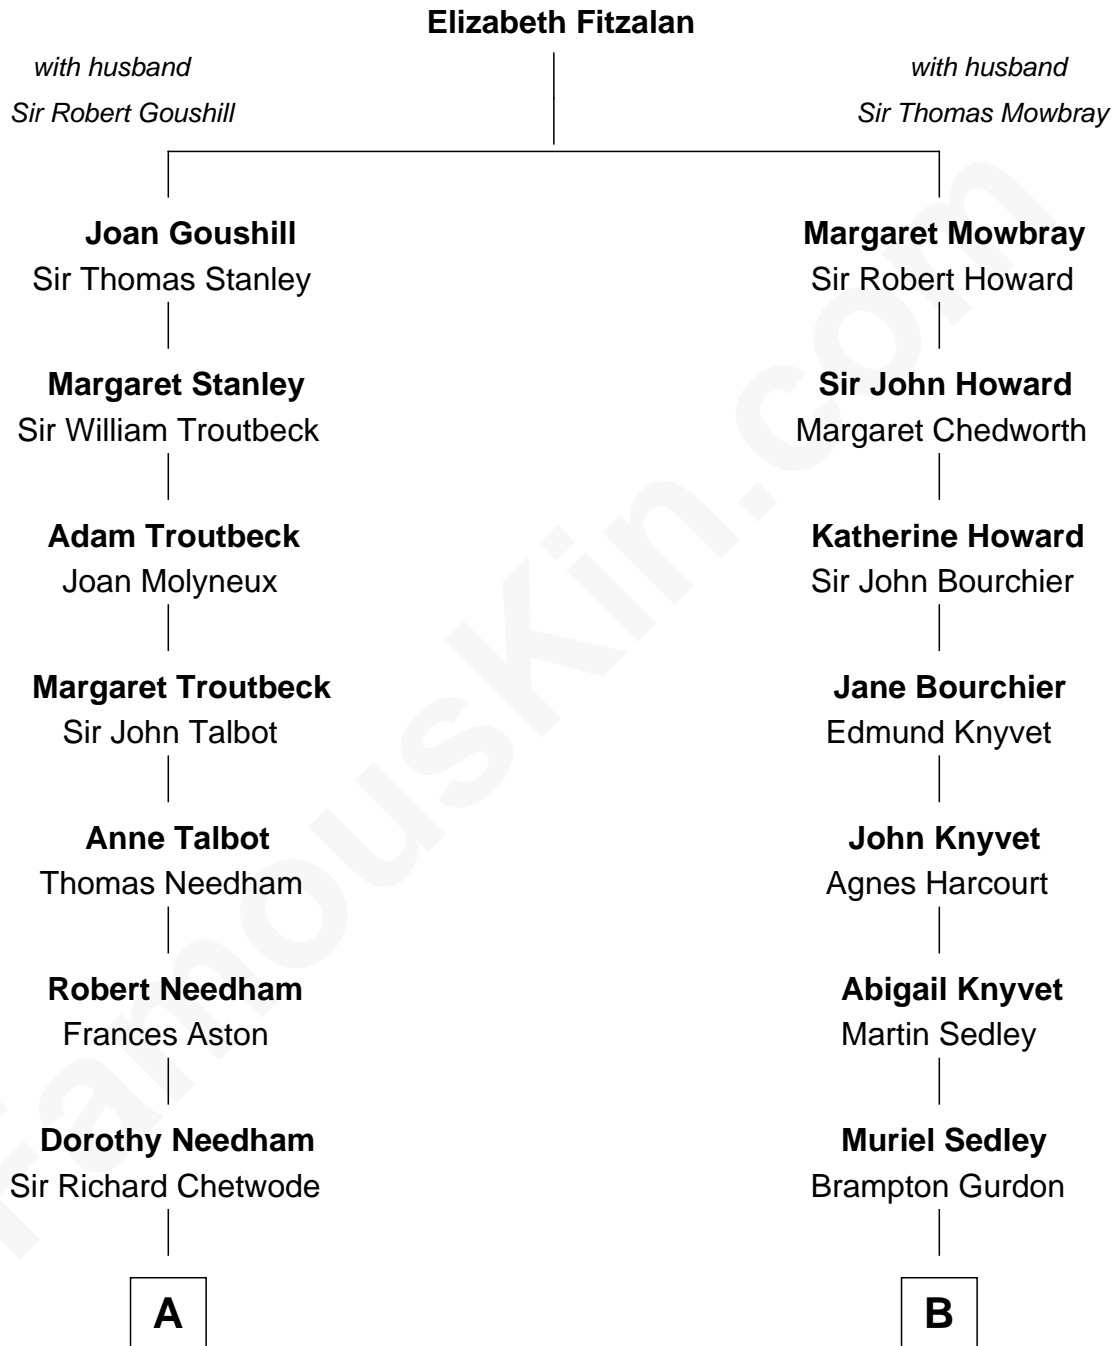 Elizabeth Fitzalan
with husband
Sir Robert Goushill
with husband
Sir Thomas Mowbray
Joan Goushill
Sir Thomas Stanley
Margaret Stanley
Sir William Troutbeck
Adam Troutbeck
Joan Molyneux
Margaret Troutbeck
Sir John Talbot
Anne Talbot
Thomas Needham
Robert Needham
Frances Aston
Dorothy Needham
Sir Richard Chetwode
A
Margaret Mowbray
Sir Robert Howard
Sir John Howard
Margaret Chedworth
Katherine Howard
Sir John Bourchier
Jane Bourchier
Edmund Knyvet
John Knyvet
Agnes Harcourt
Abigail Knyvet
Martin Sedley
Muriel Sedley
Brampton Gurdon
B
FamousKin.com